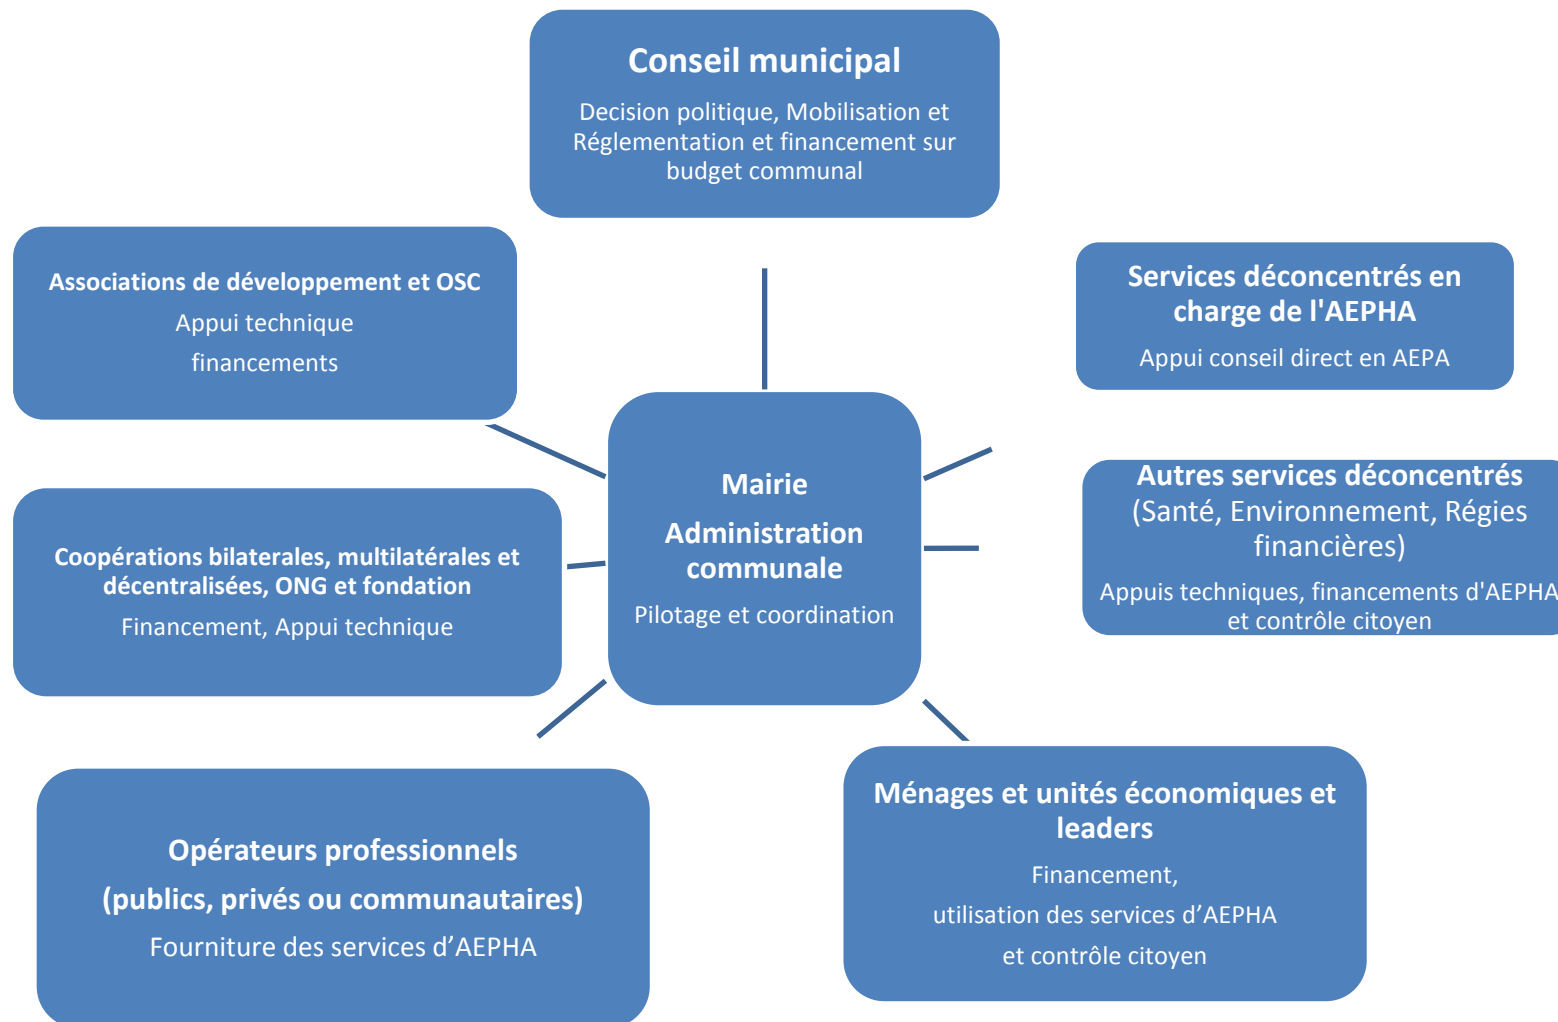 Conseil municipal
Decision politique, Mobilisation et
Réglementation et financement sur
budget communal
Associations de développement et OSC
Appui technique
financements
Services déconcentrés en
charge de l'AEPHA
Appui conseil direct en AEPA
Mairie
Administration
communale
Pilotage et coordination
Autres services déconcentrés
(Santé, Environnement, Régies
financières)
Appuis techniques, financements d'AEPHA
et contrôle citoyen
Coopérations bilaterales, multilatérales et
décentralisées, ONG et fondation
Financement, Appui technique
Opérateurs professionnels
(publics, privés ou communautaires)
Fourniture des services d’AEPHA
Ménages et unités économiques et
leaders
Financement,
utilisation des services d’AEPHA
et contrôle citoyen